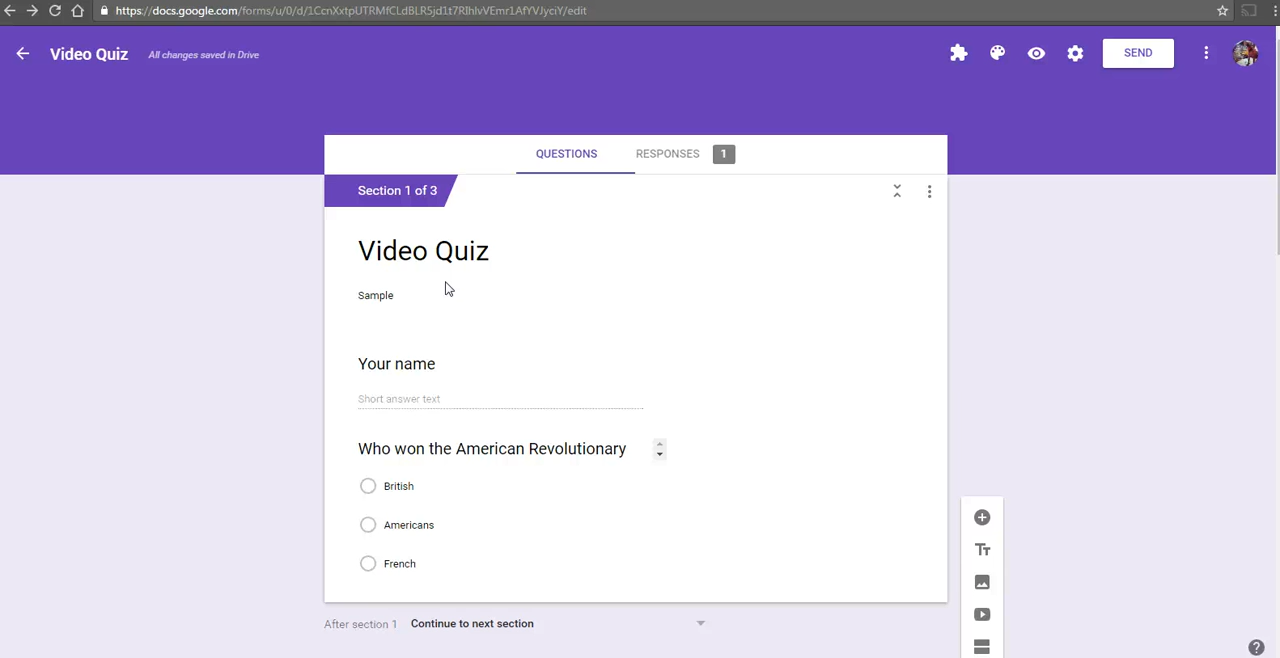 https://docs.google.com/forms/u/0/d/1CcnXxtpUTRMfCLdBLR5jd1t7RIhlvVEmr1AfYVJyciY/edit
Video Quiz All changes saved in Drive SEND
QUESTIONS RESPONSES 1
Section 1 of 3
Video Quiz
Sample
Your name
Short answer text
Who won the American Revolutionary
British
Americans
French
After section 1 Continue to next section